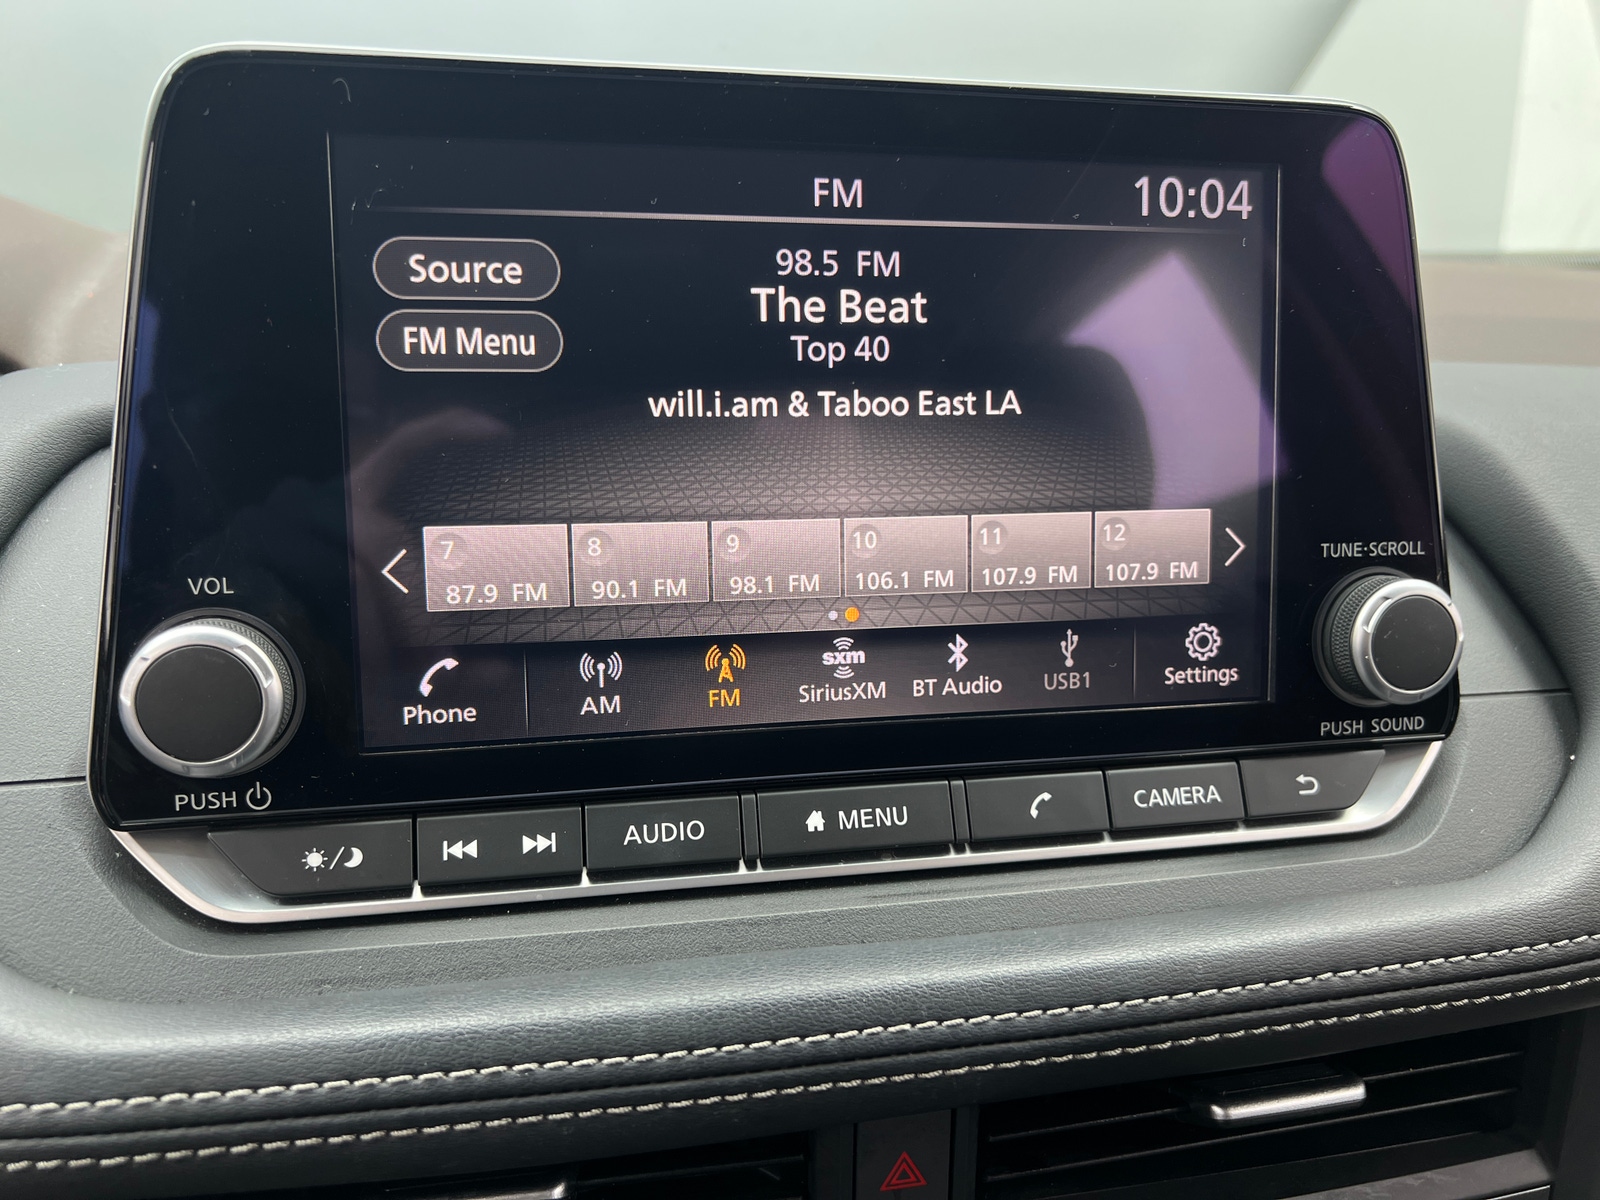 FM
10:04
Source
98.5 FM
The Beat
FM Menu
Top 40
will.i.am & Taboo East LA
7
87.9 FM
8
90.1 FM
9
98.1 FM
10
106.1 FM
11
107.9 FM
12
107.9 FM
VOL
TUNE·SCROLL
Phone
AM
FM
sxm
SiriusXM
BT Audio
USB1
Settings
PUSH
PUSH SOUND
AUDIO
MENU
CAMERA